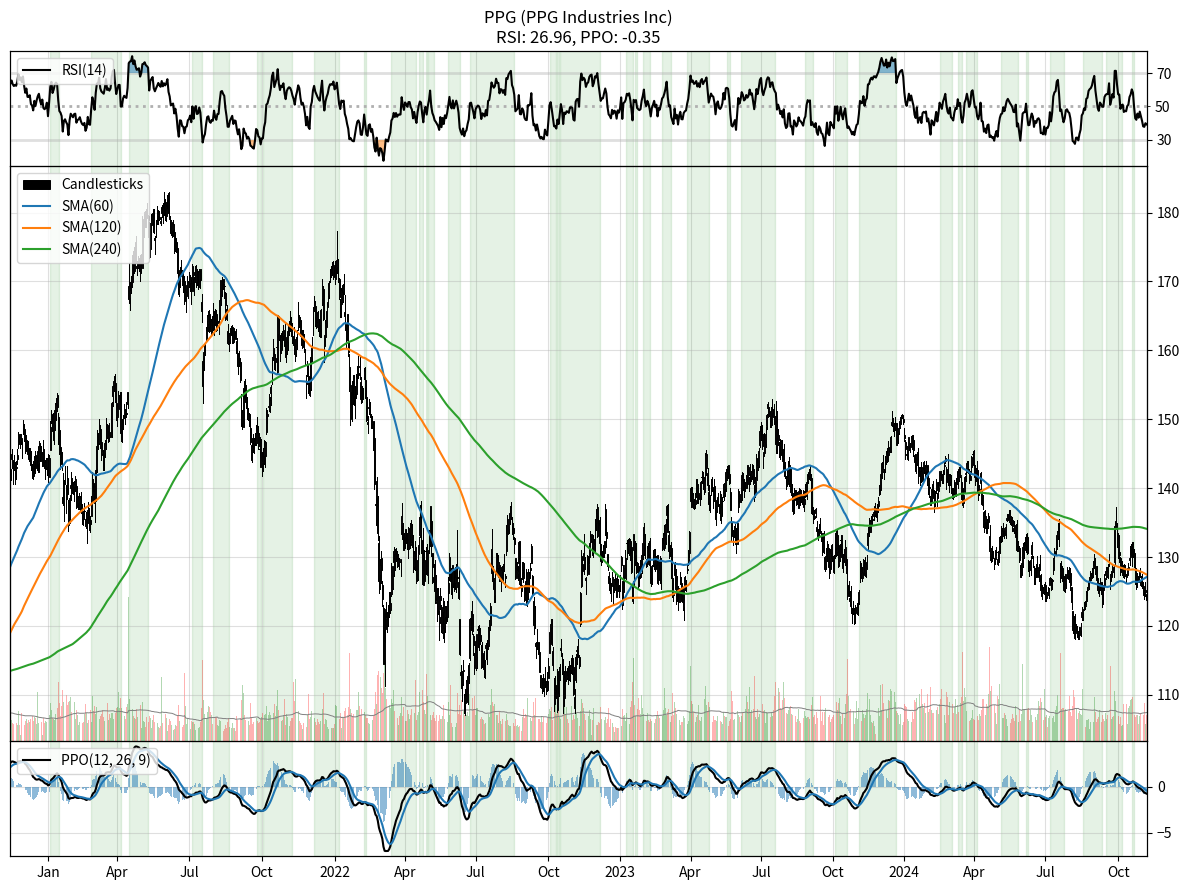 PPG (PPG Industries Inc)
RSI: 26.96, PPO: -0.35
RSI(14)
70
50
30
Candlesticks
SMA(60)
SMA(120)
SMA(240)
180
170
160
150
140
130
120
110
PPO(12, 26, 9)
0
−5
Jan Apr Jul Oct 2022 Apr Jul Oct 2023 Apr Jul Oct 2024 Apr Jul Oct